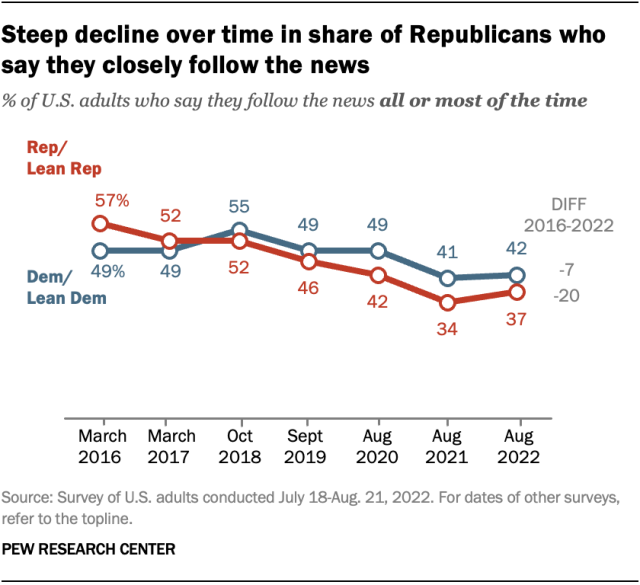 Steep decline over time in share of Republicans who
say they closely follow the news
% of U.S. adults who say they follow the news all or most of the time
Rep/
Lean Rep
57%
52
55
49
49
41
42
DIFF
2016-2022
49%
49
52
46
42
34
37
-7
-20
Dem/
Lean Dem
March
2016
March
2017
Oct
2018
Sept
2019
Aug
2020
Aug
2021
Aug
2022
Source: Survey of U.S. adults conducted July 18-Aug. 21, 2022. For dates of other surveys,
refer to the topline.
PEW RESEARCH CENTER